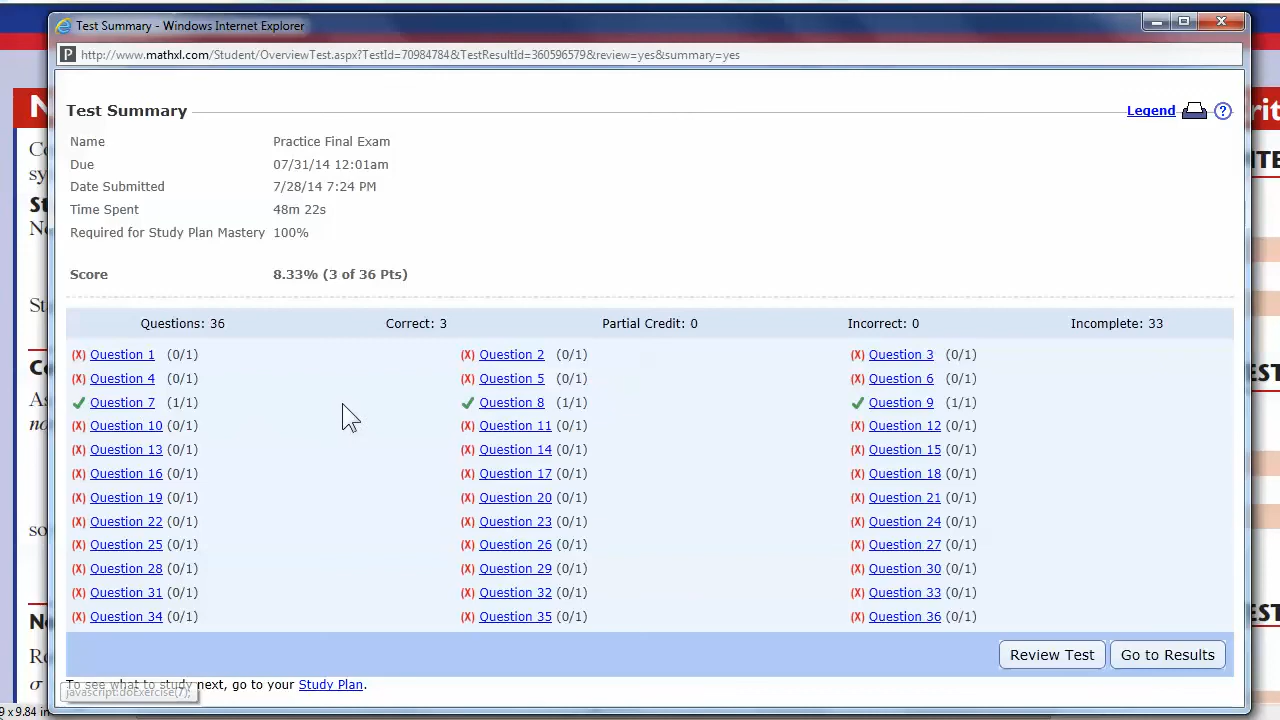 Test Summary - Windows Internet Explorer
P http://www.mathxl.com/Student/OverviewTest.aspx?TestId=70984784&TestResultId=360596579&review=yes&summary=yes
Test Summary Legend ?
Name Practice Final Exam
Due 07/31/14 12:01am
Date Submitted 7/28/14 7:24 PM
Time Spent 48m 22s
Required for Study Plan Mastery 100%
Score 8.33% (3 of 36 Pts)
Questions: 36 Correct: 3 Partial Credit: 0 Incorrect: 0 Incomplete: 33
(X) Question 1 (0/1) (X) Question 2 (0/1) (X) Question 3 (0/1)
(X) Question 4 (0/1) (X) Question 5 (0/1) (X) Question 6 (0/1)
Question 7 (1/1) Question 8 (1/1) Question 9 (1/1)
(X) Question 10 (0/1) (X) Question 11 (0/1) (X) Question 12 (0/1)
(X) Question 13 (0/1) (X) Question 14 (0/1) (X) Question 15 (0/1)
(X) Question 16 (0/1) (X) Question 17 (0/1) (X) Question 18 (0/1)
(X) Question 19 (0/1) (X) Question 20 (0/1) (X) Question 21 (0/1)
(X) Question 22 (0/1) (X) Question 23 (0/1) (X) Question 24 (0/1)
(X) Question 25 (0/1) (X) Question 26 (0/1) (X) Question 27 (0/1)
(X) Question 28 (0/1) (X) Question 29 (0/1) (X) Question 30 (0/1)
(X) Question 31 (0/1) (X) Question 32 (0/1) (X) Question 33 (0/1)
(X) Question 34 (0/1) (X) Question 35 (0/1) (X) Question 36 (0/1)
Review Test Go to Results
To see what to study next, go to your Study Plan.
javascript:doExercise(7);
9 x 9.84 in